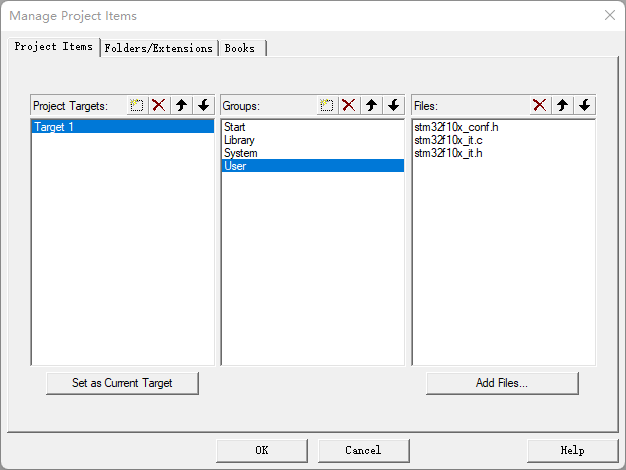 Manage Project Items
Project Items Folders/Extensions Books
Project Targets: Groups: Files:
Target 1
Start
Library
System
User
stm32f10x_conf.h
stm32f10x_it.c
stm32f10x_it.h
Set as Current Target Add Files...
OK Cancel Help